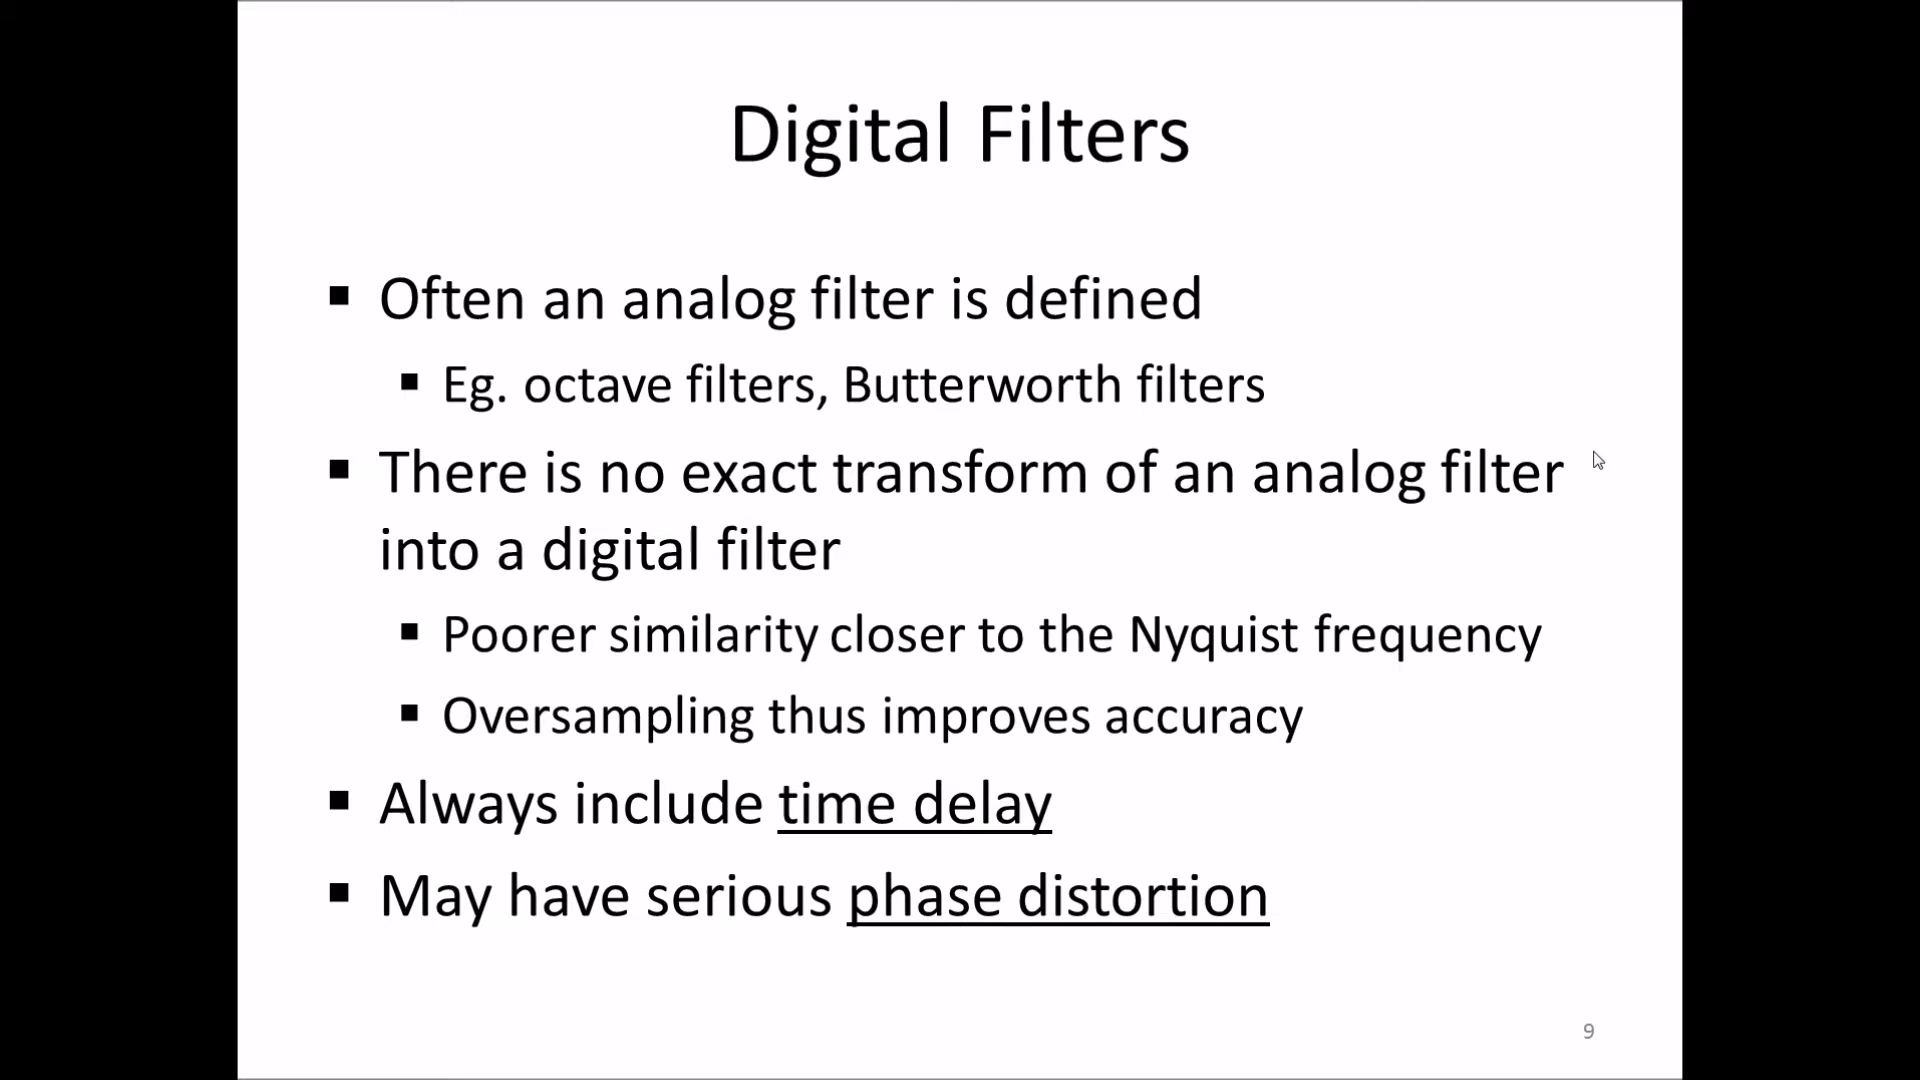 Digital Filters
▪ Often an analog filter is defined
▪ Eg. octave filters, Butterworth filters
▪ There is no exact transform of an analog filter
into a digital filter
▪ Poorer similarity closer to the Nyquist frequency
▪ Oversampling thus improves accuracy
▪ Always include time delay
▪ May have serious phase distortion
9